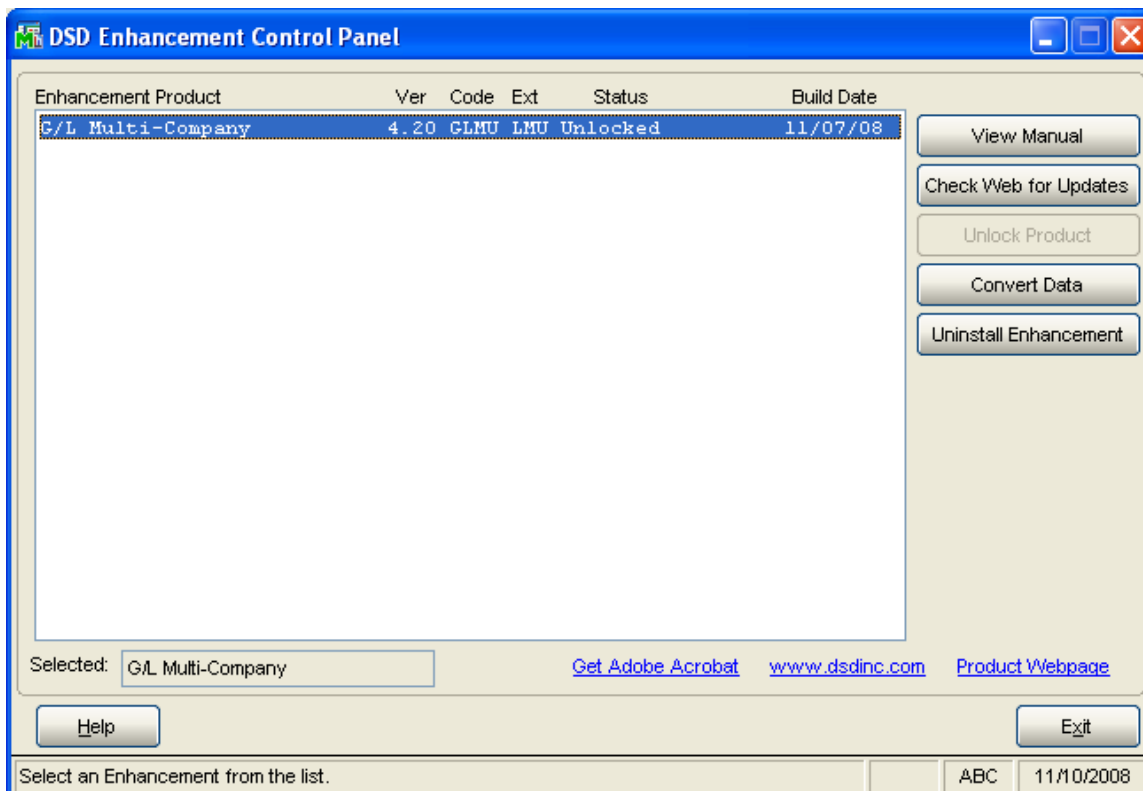 DSD Enhancement Control Panel
Enhancement Product Ver Code Ext Status Build Date
G/L Multi-Company 4.20 GLMU LMU Unlocked 11/07/08
View Manual
Check Web for Updates
Unlock Product
Convert Data
Uninstall Enhancement
Selected: G/L Multi-Company Get Adobe Acrobat www.dsdinc.com Product Webpage
Help Exit
Select an Enhancement from the list. ABC 11/10/2008